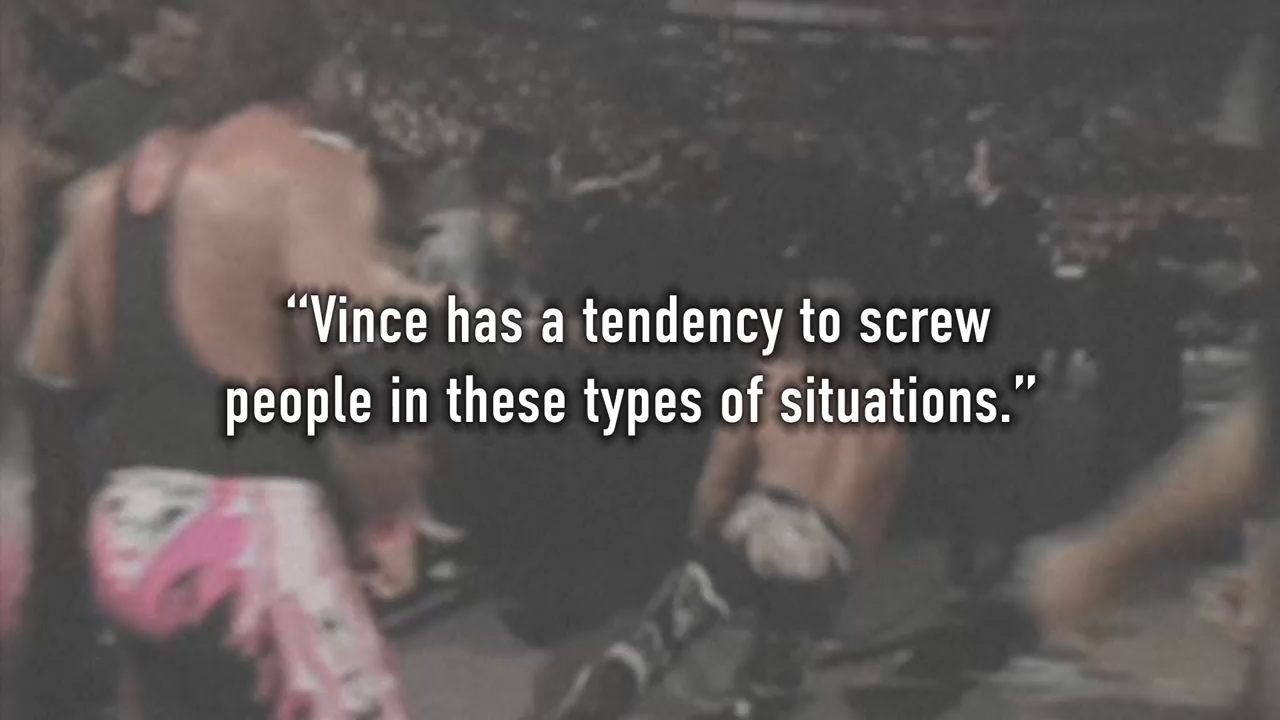 “Vince has a tendency to screw
people in these types of situations.”